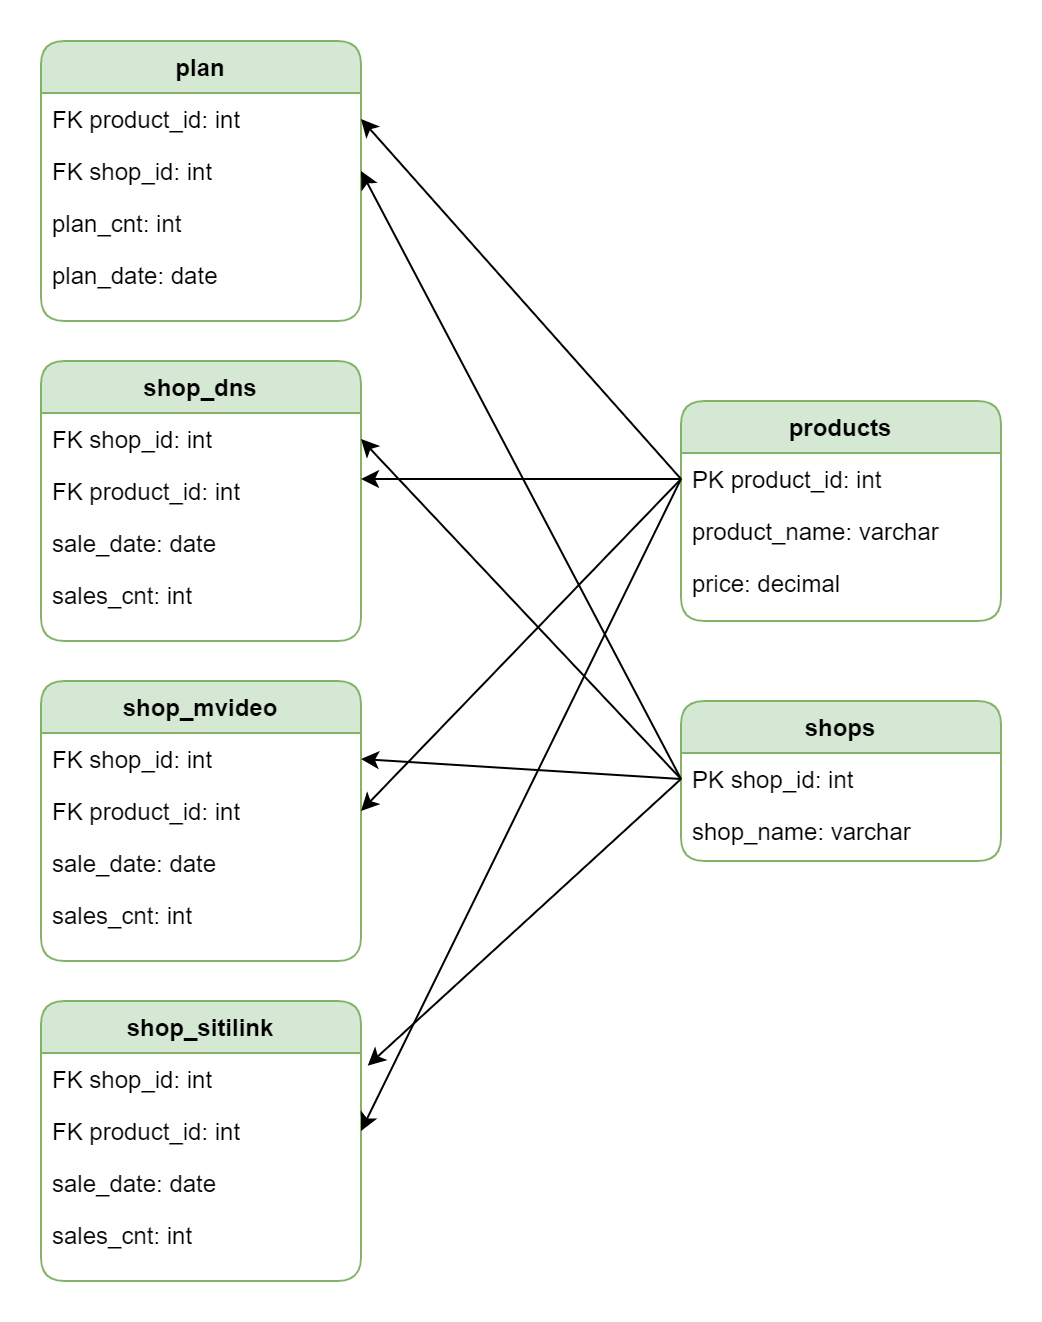 plan
FK product_id: int
FK shop_id: int
plan_cnt: int
plan_date: date
shop_dns
FK shop_id: int
FK product_id: int
sale_date: date
sales_cnt: int
shop_mvideo
FK shop_id: int
FK product_id: int
sale_date: date
sales_cnt: int
shop_sitilink
FK shop_id: int
FK product_id: int
sale_date: date
sales_cnt: int
products
PK product_id: int
product_name: varchar
price: decimal
shops
PK shop_id: int
shop_name: varchar